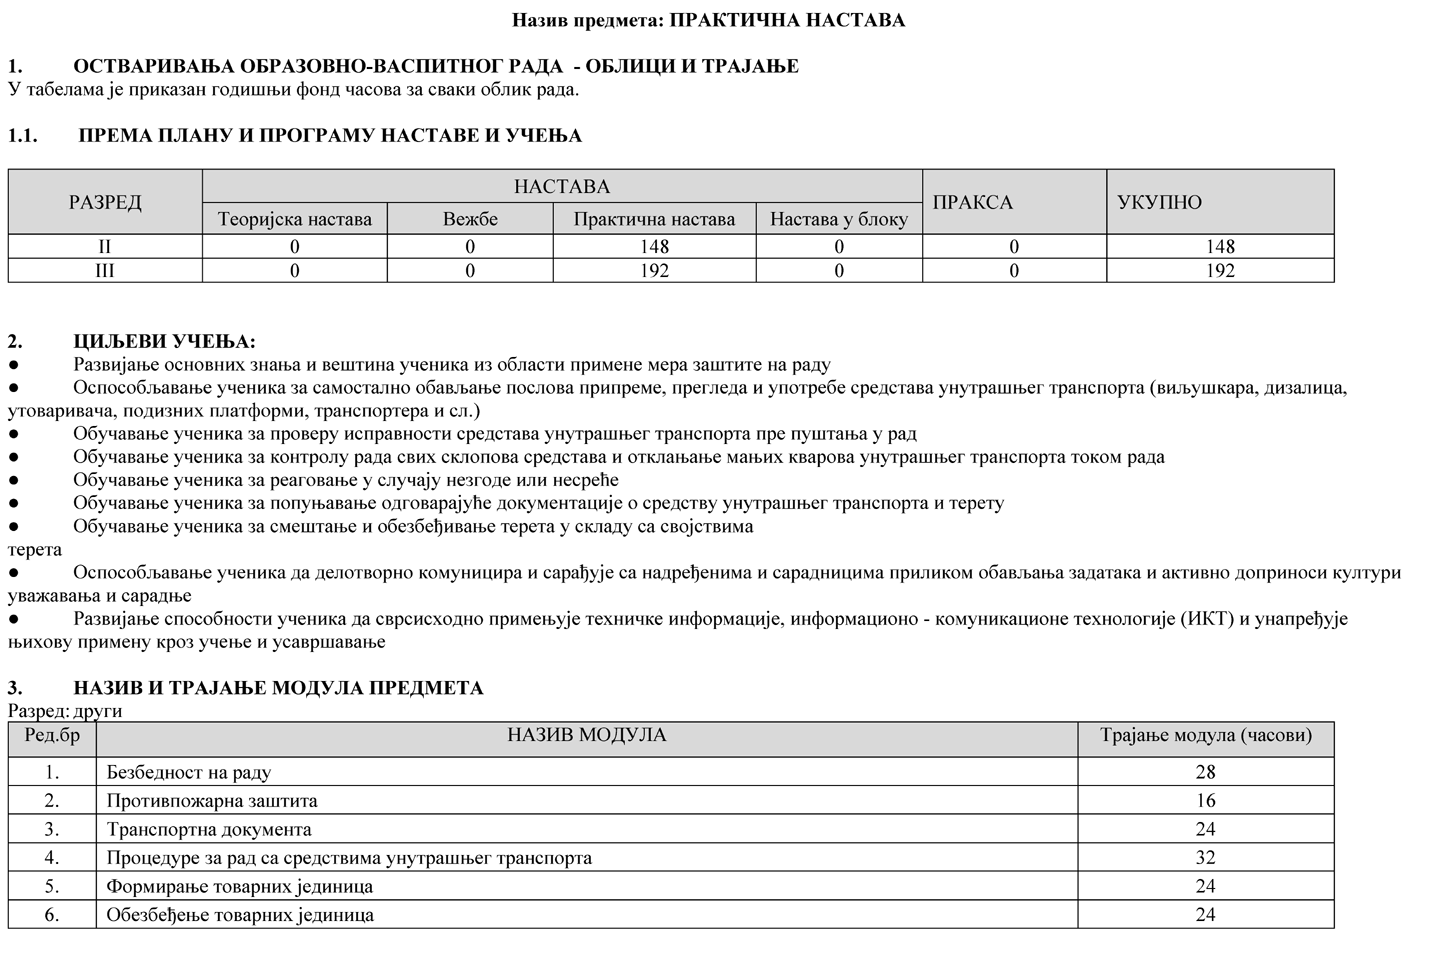 Назив предмета: ПРАКТИЧНА НАСТАВА
1. ОСТВАРИВАЊА ОБРАЗОВНО-ВАСПИТНОГ РАДА - ОБЛИЦИ И ТРАЈАЊЕ
У табелама је приказан годишњи фонд часова за сваки облик рада.
1.1. ПРЕМА ПЛАНУ И ПРОГРАМУ НАСТАВЕ И УЧЕЊА
РАЗРЕД НАСТАВА ПРАКСА УКУПНО
Теоријска настава Вежбе Практична настава Настава у блоку
II 0 0 148 0 0 148
III 0 0 192 0 0 192
2. ЦИЉЕВИ УЧЕЊА:
● Развијање основних знања и вештина ученика из области примене мера заштите на раду
● Оспособљавање ученика за самостално обављање послова припреме, прегледа и употребе средстава унутрашњег транспорта (виљушкара, дизалица,
утоваривача, подизних платформи, транспортера и сл.)
● Обучавање ученика за проверу исправности средстава унутрашњег транспорта пре пуштања у рад
● Обучавање ученика за контролу рада свих склопова средстава и отклањање мањих кварова унутрашњег транспорта током рада
● Обучавање ученика за реаговање у случају незгоде или несреће
● Обучавање ученика за попуњавање одговарајуће документације о средству унутрашњег транспорта и терету
● Обучавање ученика за смештање и обезбеђивање терета у складу са својствима
терета
● Оспособљавање ученика да делотворно комуницира и сарађује са надређенима и сарадницима приликом обављања задатака и активно доприноси култури
уважавања и сарадње
● Развијање способности ученика да сврсисходно примењује техничке информације, информационо - комуникационе технологије (ИКТ) и унапређује
њихову примену кроз учење и усавршавање
3. НАЗИВ И ТРАЈАЊЕ МОДУЛА ПРЕДМЕТА
Разред: други
Ред.бр НАЗИВ МОДУЛА Трајање модула (часови)
1. Безбедност на раду 28
2. Противпожарна заштита 16
3. Транспортна документа 24
4. Процедуре за рад са средствима унутрашњег транспорта 32
5. Формирање товарних јединица 24
6. Обезбеђење товарних јединица 24